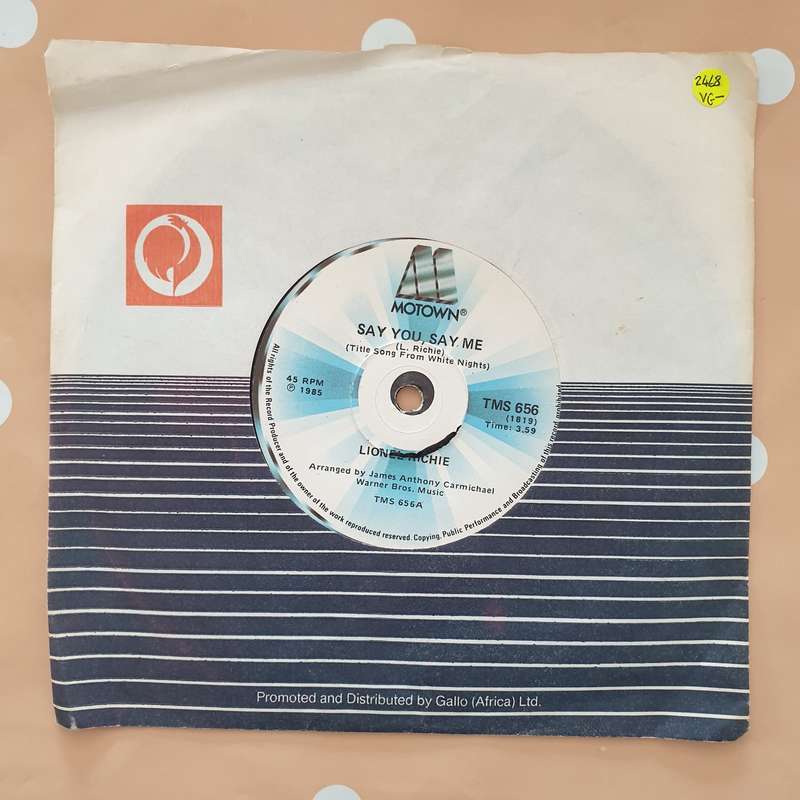 2468
VG-
MOTOWN®
SAY YOU, SAY ME
(L. Richie)
(Title Song From White Nights)
45 RPM
℗ 1985
TMS 656
(1819)
Time: 3.59
LIONEL RICHIE
Arranged by James Anthony Carmichael
Warner Bros. Music
TMS 656A
All rights of the Record Producer and of the owner of the work reproduced reserved. Copying, Public Performance and Broadcasting of this record prohibited
Promoted and Distributed by Gallo (Africa) Ltd.